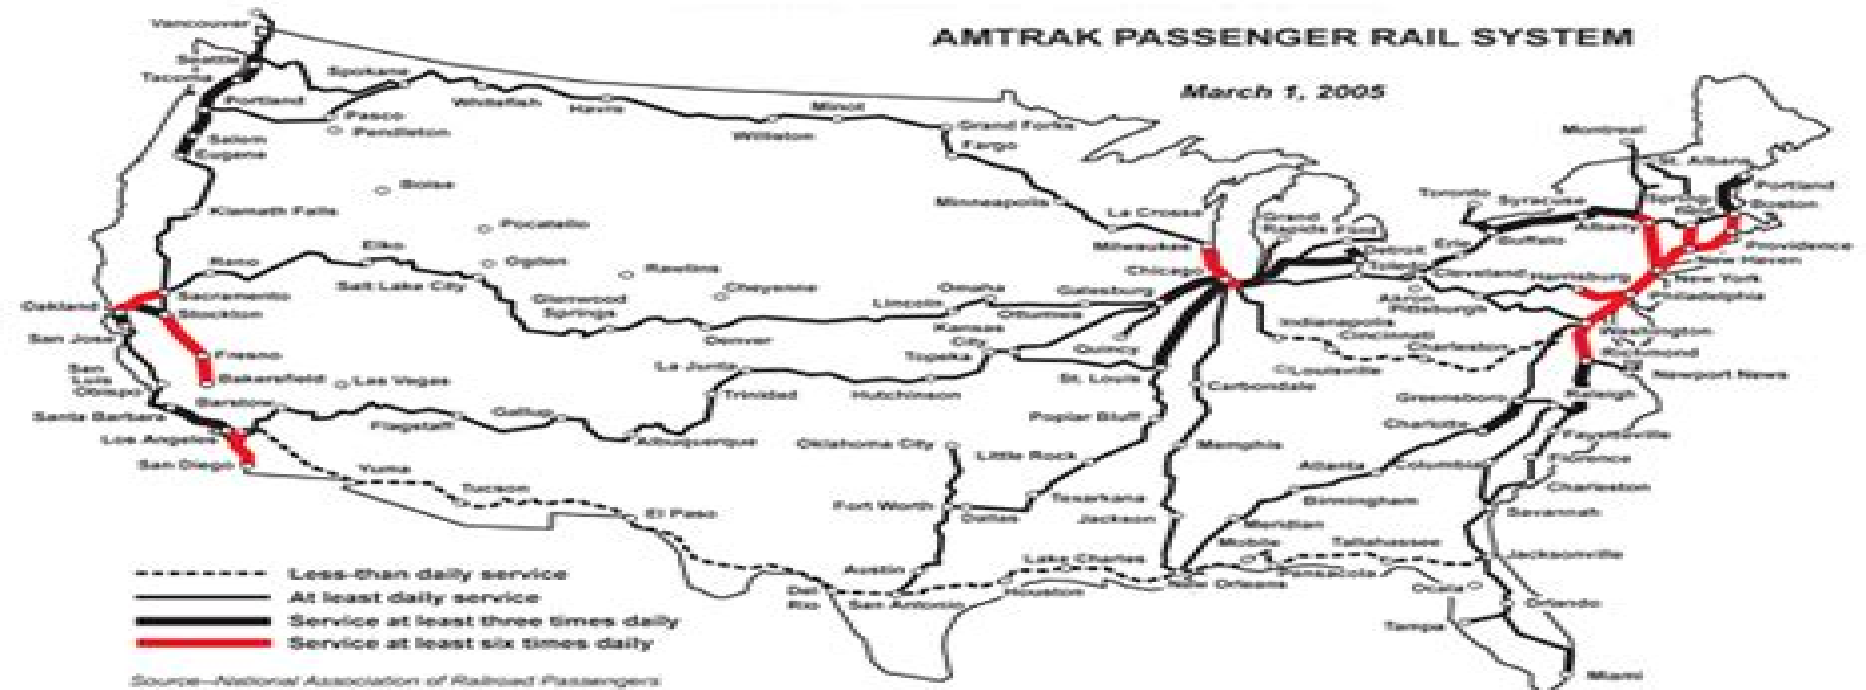 AMTRAK PASSENGER RAIL SYSTEM
March 1, 2005
Vancouver
Seattle
Tacoma
Portland
Salem
Eugene
Klamath Falls
Spokane
Pasco
Pendleton
Whitefish
Havre
Williston
Minot
Grand Forks
Fargo
Minneapolis
La Crosse
Milwaukee
Chicago
Boise
Pocatello
Ogden
Rawlins
Cheyenne
Elko
Reno
Salt Lake City
Glenwood
Springs
Denver
Lincoln
Omaha
Ottumwa
Galesburg
Quincy
Kansas
City
Topeka
St. Louis
Oakland
Sacramento
Stockton
San Jose
Fresno
Bakersfield
San
Luis
Obispo
Las Vegas
Santa Barbara
Barstow
Los Angeles
San Diego
Flagstaff
Gallup
Albuquerque
La Junta
Trinidad
Hutchinson
Yuma
Tucson
El Paso
Del
Rio
San Antonio
Austin
Fort Worth
Dallas
Oklahoma City
Little Rock
Poplar Bluff
Texarkana
Houston
Lake Charles
New Orleans
Jackson
Memphis
Carbondale
Meridian
Birmingham
Atlanta
Mobile
Pensacola
Tallahassee
Jacksonville
Ocala
Orlando
Tampa
Miami
Savannah
Charleston
Florence
Fayetteville
Columbia
Charlotte
Greensboro
Raleigh
Newport News
Richmond
Washington
Philadelphia
New York
New Haven
Providence
Boston
Portland
St. Albans
Montreal
Albany
Syracuse
Toronto
Buffalo
Erie
Cleveland
Harrisburg
Akron
Pittsburgh
Toledo
Detroit
Grand
Rapids
Indianapolis
Cincinnati
Charleston
Louisville
Less-than-daily service
At least daily service
Service at least three times daily
Service at least six times daily
Source–National Association of Railroad Passengers